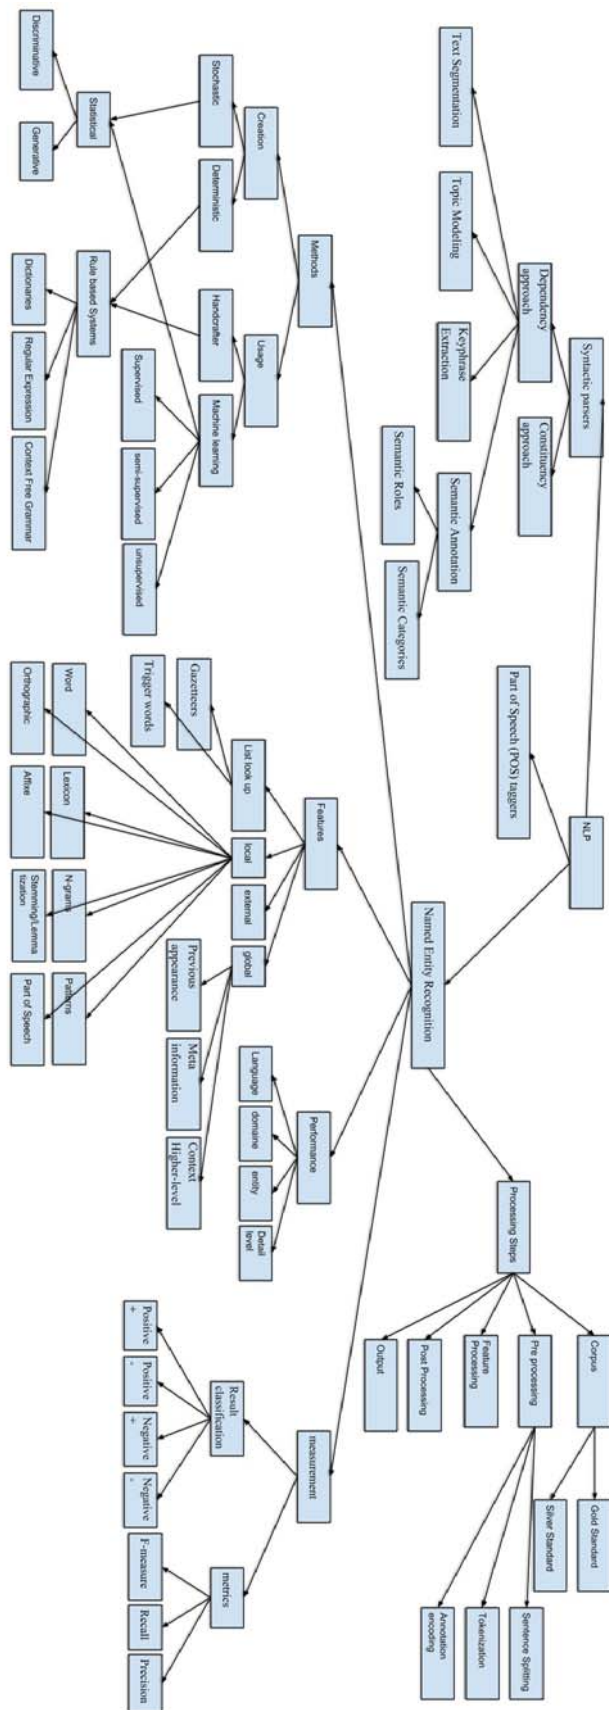 NLP
Syntactic parsers
Part of Speech (POS) taggers
Dependency
approach
Constituency
approach
Text Segmentation
Topic Modeling
Keyphrase
Extraction
Semantic Annotation
Semantic Roles
Semantic Categories
Named Entity
Recognition
Processing Steps
Corpus
Pre processing
Feature
Processing
Post Processing
Output
Gold Standard
Silver Standard
Sentence Splitting
Tokenization
Annotation
encoding
Methods
Creation
Usage
Stochastic
Deterministic
Handcrafter
Machine learning
Statistical
Rule based Systems
Supervised
semi-supervised
unsupervised
Discriminative
Generative
Dictionaries
Regular Expression
Context Free Grammar
Features
List look up
local
external
global
Gazetteers
Trigger words
Previous
appearance
Meta
information
Context
Higher-level
Word
Lexicon
N-grams
Patterns
Orthographic
Affixe
Stemming/Lemma
tization
Part of Speech
Performance
Language
domaine
entity
Detail
level
measurement
Result
classification
metrics
Positive
+
Positive
-
Negative
+
Negative
-
F-measure
Recall
Precision